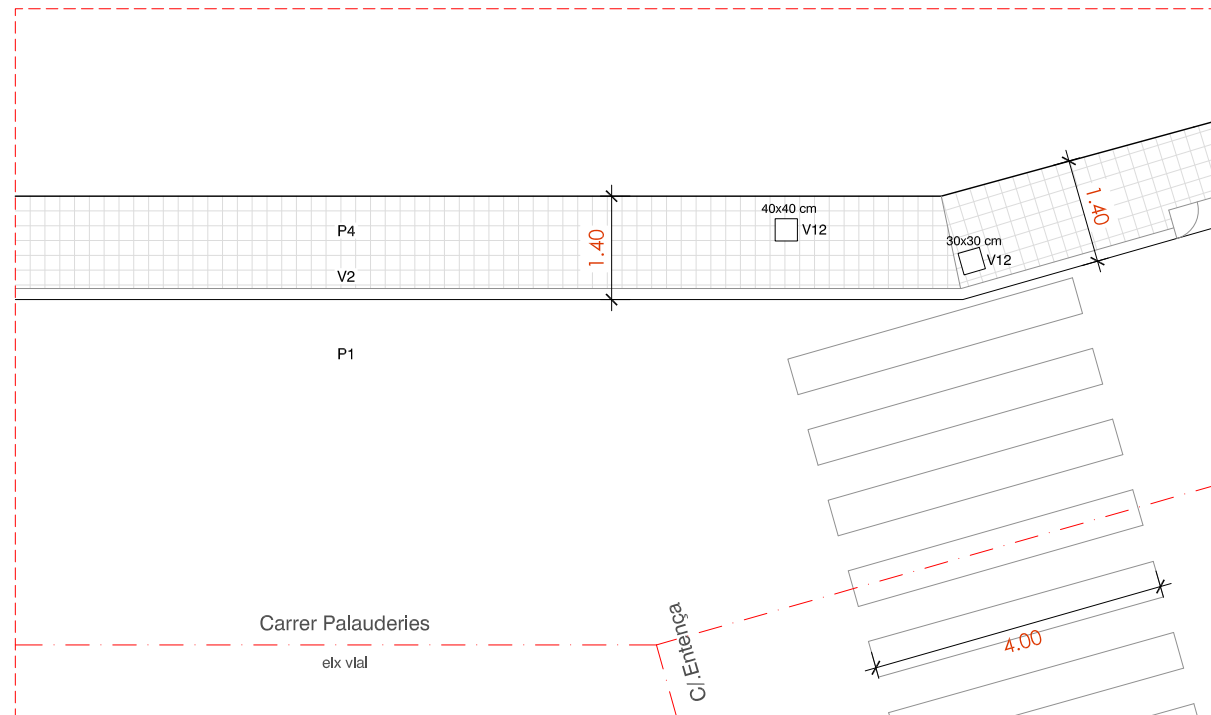 40x40 cm
V12
P4
1.40
1.40
30x30 cm
V12
V2
P1
Carrer Palauderies
eix vial
C/.Entença
4.00